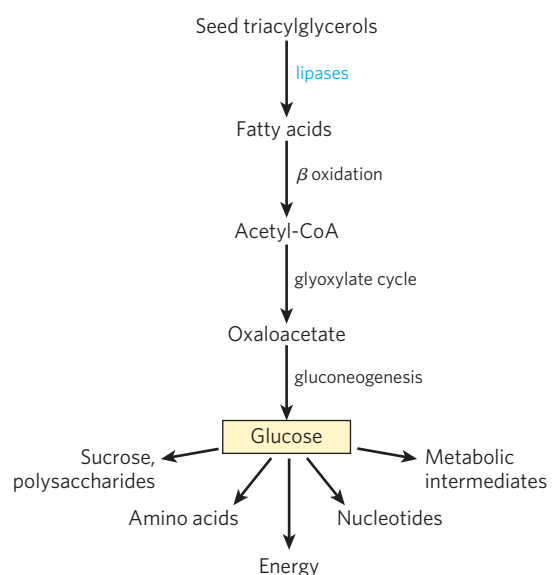 Seed triacylglycerols
lipases
Fatty acids
β oxidation
Acetyl-CoA
glyoxylate cycle
Oxaloacetate
gluconeogenesis
Glucose
Sucrose,
polysaccharides
Metabolic
intermediates
Amino acids
Nucleotides
Energy